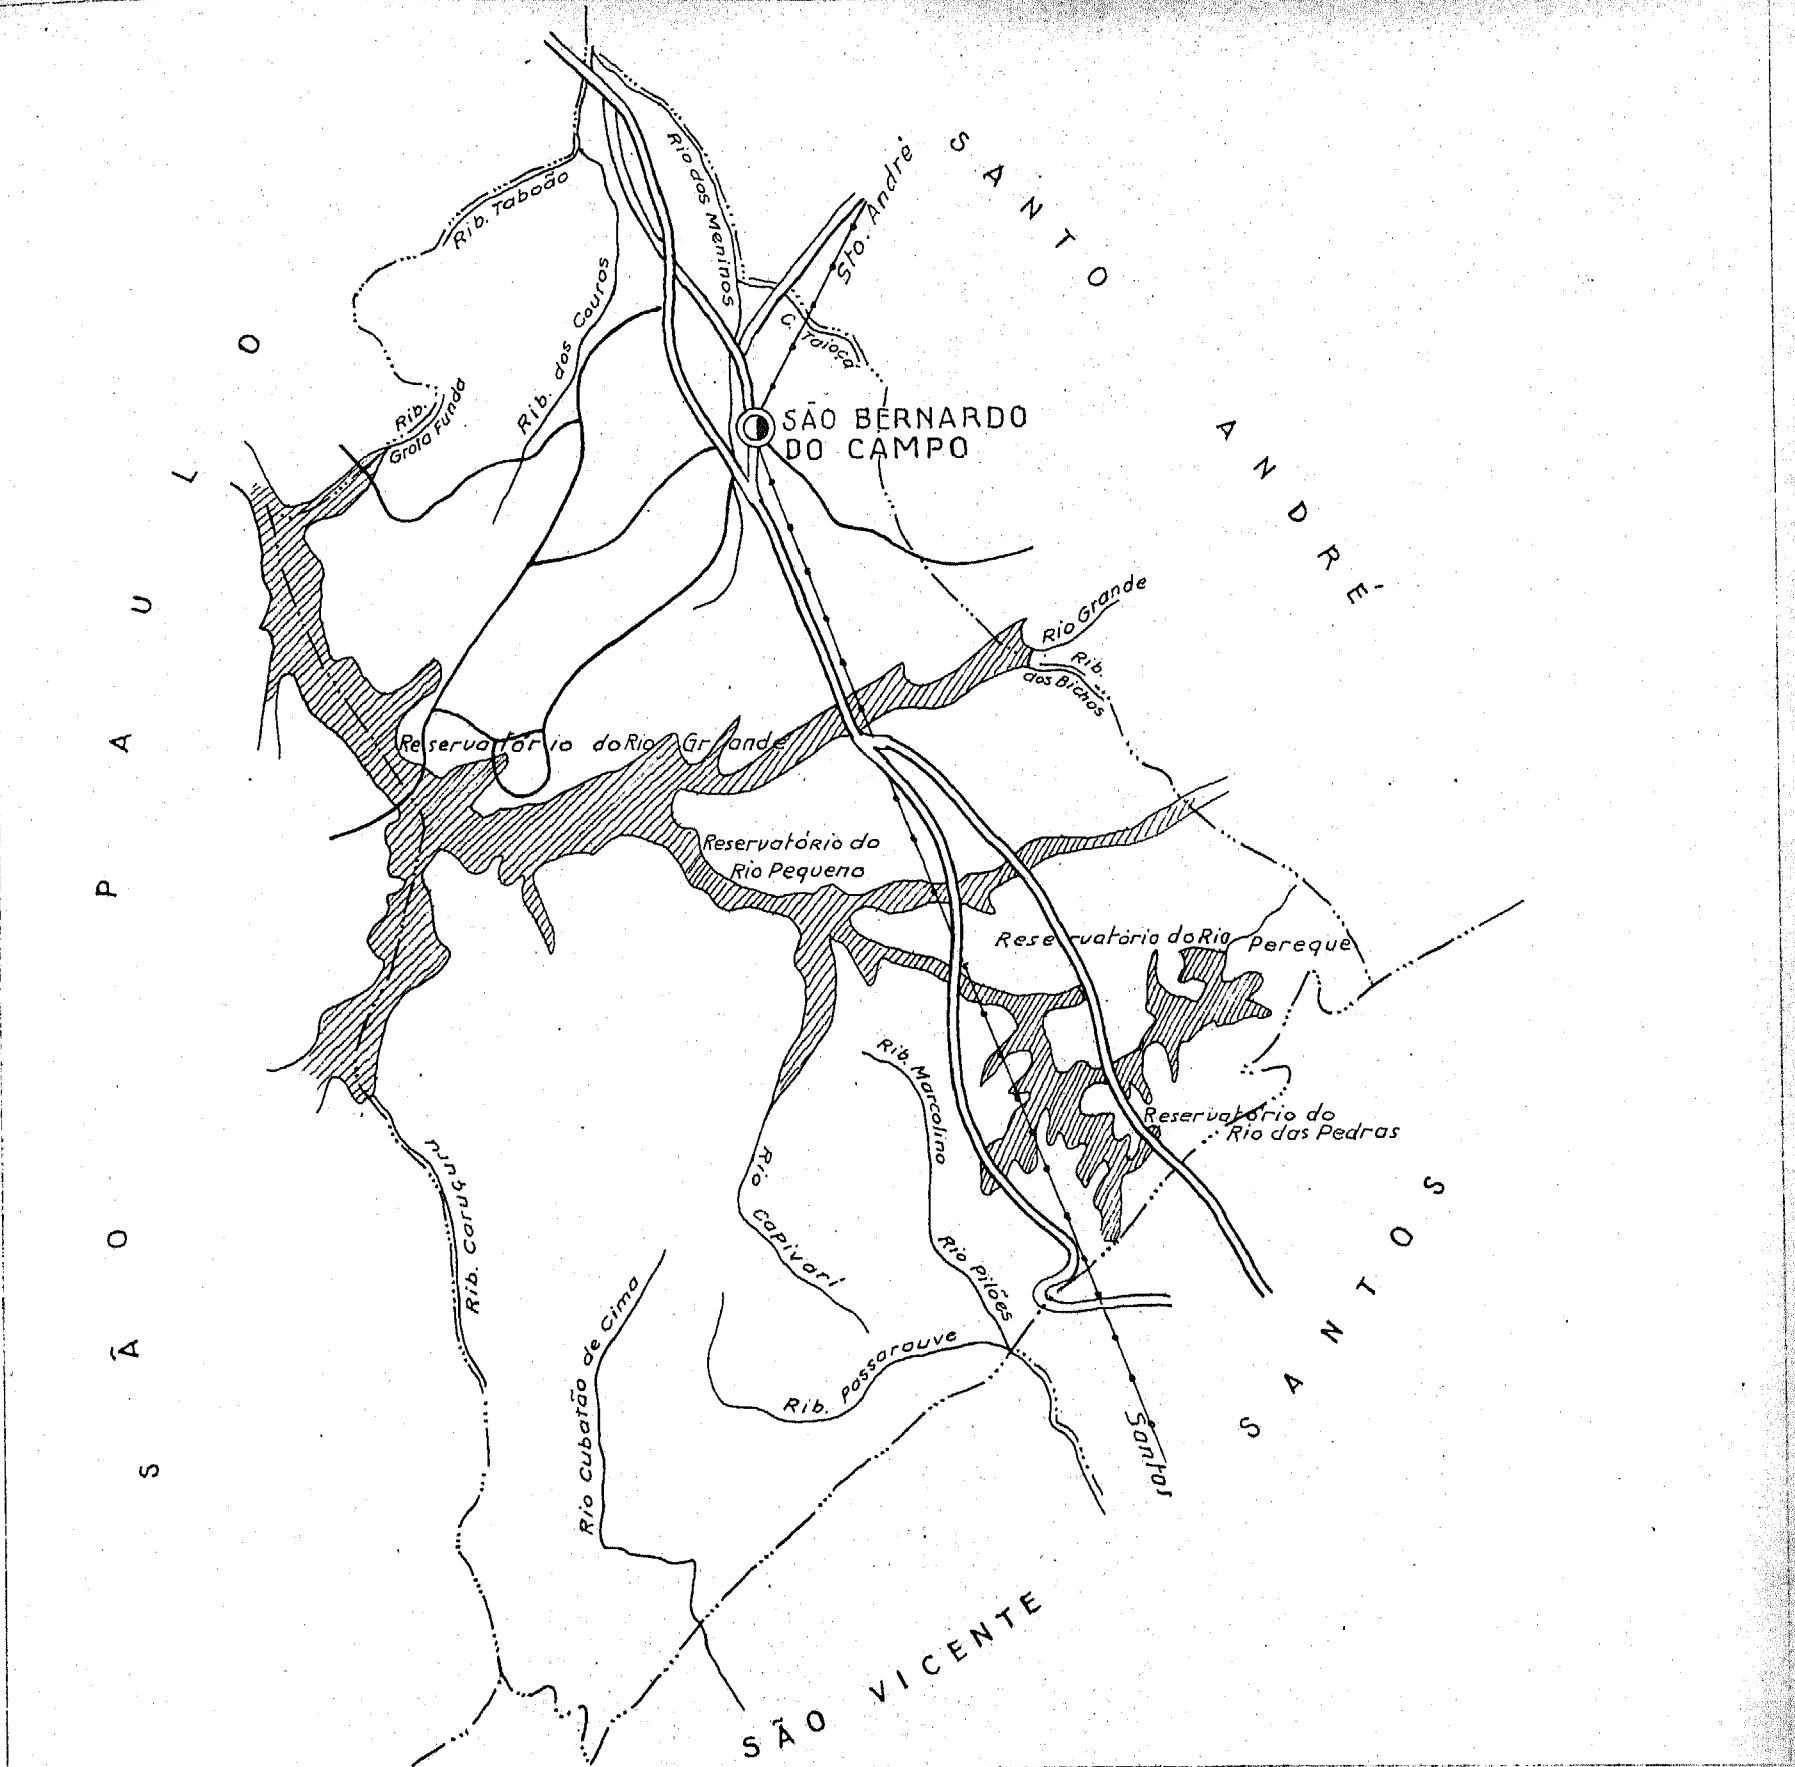 SANTO ANDRÉ
Sto. André
Rio dos Meninos
Rib. Taboão
Rib. dos Couros
C. Taioçá
SÃO PAULO
Rib.
Grota Funda
SÃO BERNARDO
DO CAMPO
Rio Grande
Rib.
dos Bichos
Reservatório do Rio Grande
Reservatório do
Rio Pequeno
Reservatório do Rio Pereque
Rib. Marcolino
Reservatório do
Rio das Pedras
Rib. Curucuru
Rio Capivari
Rio Pilões
Rio Cubatão de Cima
Rib. Passarouve
Santos
SANTOS
SÃO VICENTE